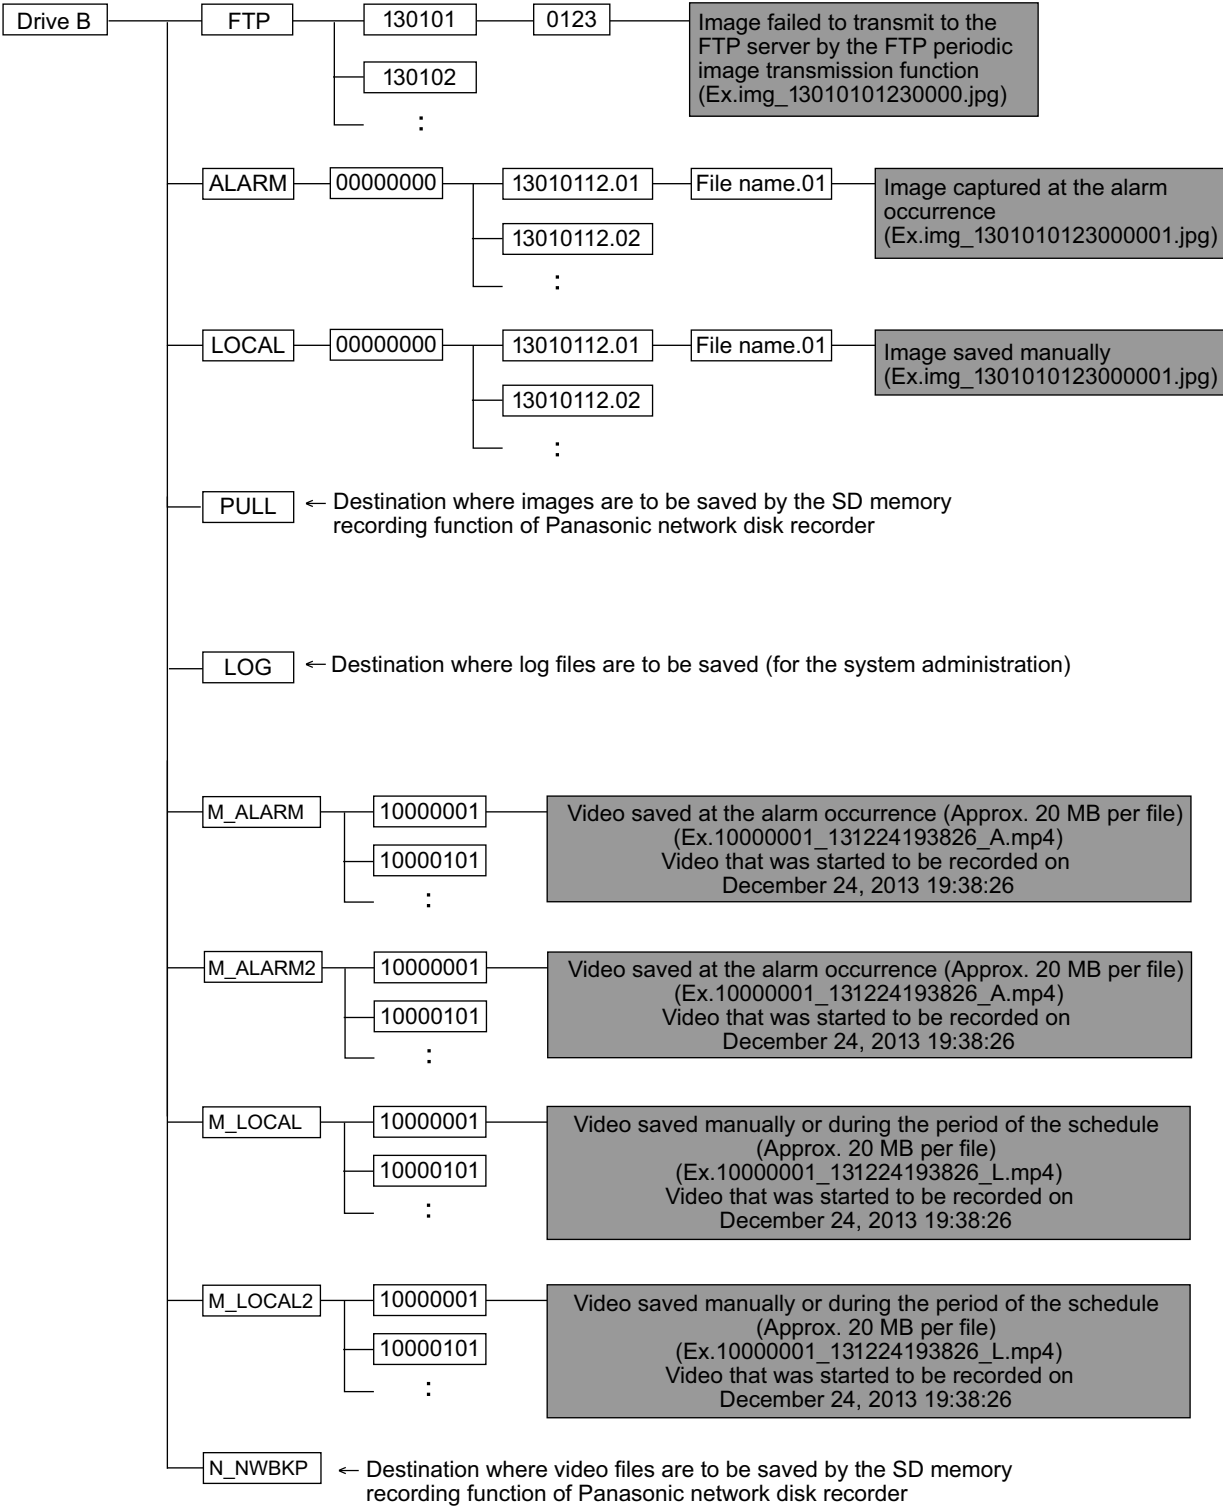 Drive B
FTP
130101
0123
Image failed to transmit to the
FTP server by the FTP periodic
image transmission function
(Ex.img_13010101230000.jpg)
130102
:
ALARM
00000000
13010112.01
File name.01
Image captured at the alarm
occurrence
(Ex.img_1301010123000001.jpg)
13010112.02
:
LOCAL
00000000
13010112.01
File name.01
Image saved manually
(Ex.img_1301010123000001.jpg)
13010112.02
:
PULL
← Destination where images are to be saved by the SD memory
recording function of Panasonic network disk recorder
LOG
← Destination where log files are to be saved (for the system administration)
M_ALARM
10000001
Video saved at the alarm occurrence (Approx. 20 MB per file)
(Ex.10000001_131224193826_A.mp4)
Video that was started to be recorded on
December 24, 2013 19:38:26
10000101
:
M_ALARM2
10000001
Video saved at the alarm occurrence (Approx. 20 MB per file)
(Ex.10000001_131224193826_A.mp4)
Video that was started to be recorded on
December 24, 2013 19:38:26
10000101
:
M_LOCAL
10000001
Video saved manually or during the period of the schedule
(Approx. 20 MB per file)
(Ex.10000001_131224193826_L.mp4)
Video that was started to be recorded on
December 24, 2013 19:38:26
10000101
:
M_LOCAL2
10000001
Video saved manually or during the period of the schedule
(Approx. 20 MB per file)
(Ex.10000001_131224193826_L.mp4)
Video that was started to be recorded on
December 24, 2013 19:38:26
10000101
:
N_NWBKP
← Destination where video files are to be saved by the SD memory
recording function of Panasonic network disk recorder